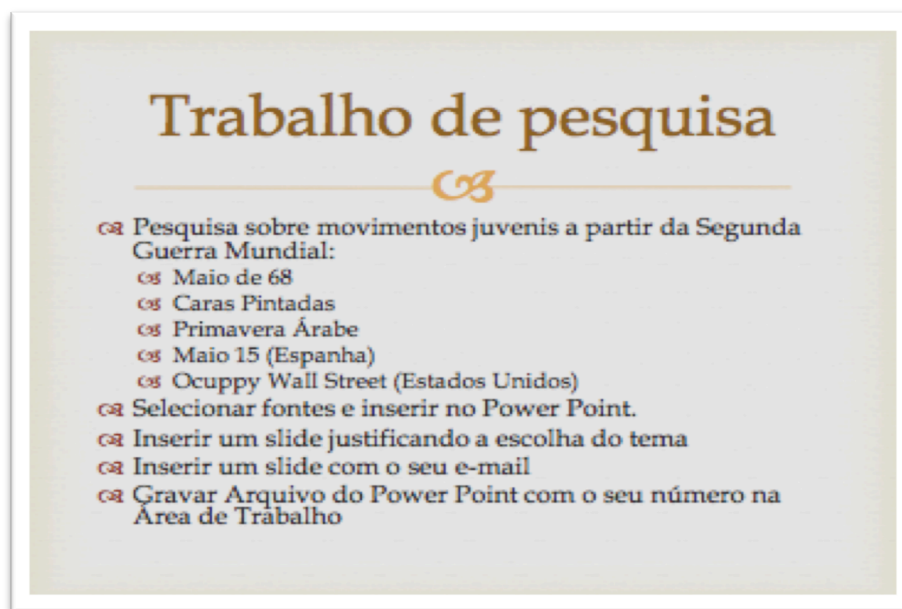 Trabalho de pesquisa
Pesquisa sobre movimentos juvenis a partir da Segunda
Guerra Mundial:
Maio de 68
Caras Pintadas
Primavera Árabe
Maio 15 (Espanha)
Ocuppy Wall Street (Estados Unidos)
Selecionar fontes e inserir no Power Point.
Inserir um slide justificando a escolha do tema
Inserir um slide com o seu e-mail
Gravar Arquivo do Power Point com o seu número na
Área de Trabalho